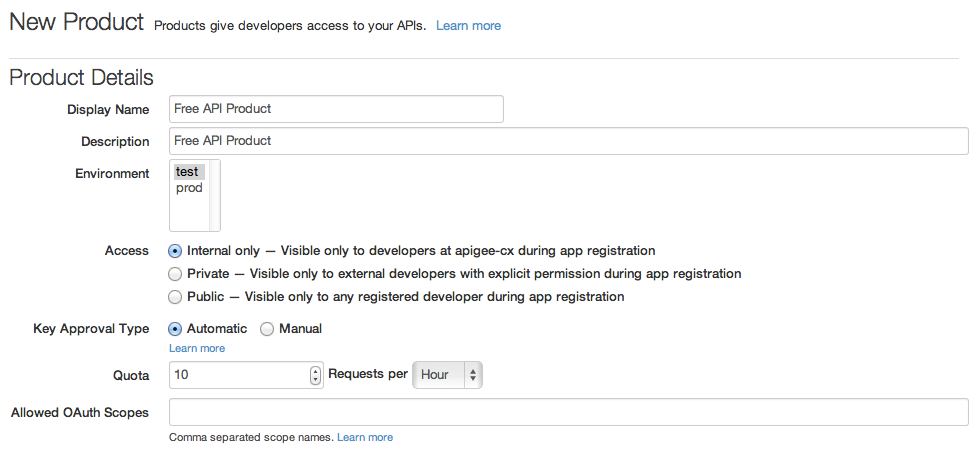 New Product Products give developers access to your APIs. Learn more
Product Details
Display Name Free API Product
Description Free API Product
Environment test
prod
Access Internal only — Visible only to developers at apigee-cx during app registration
Private — Visible only to external developers with explicit permission during app registration
Public — Visible only to any registered developer during app registration
Key Approval Type Automatic Manual
Learn more
Quota 10 Requests per Hour
Allowed OAuth Scopes
Comma separated scope names. Learn more